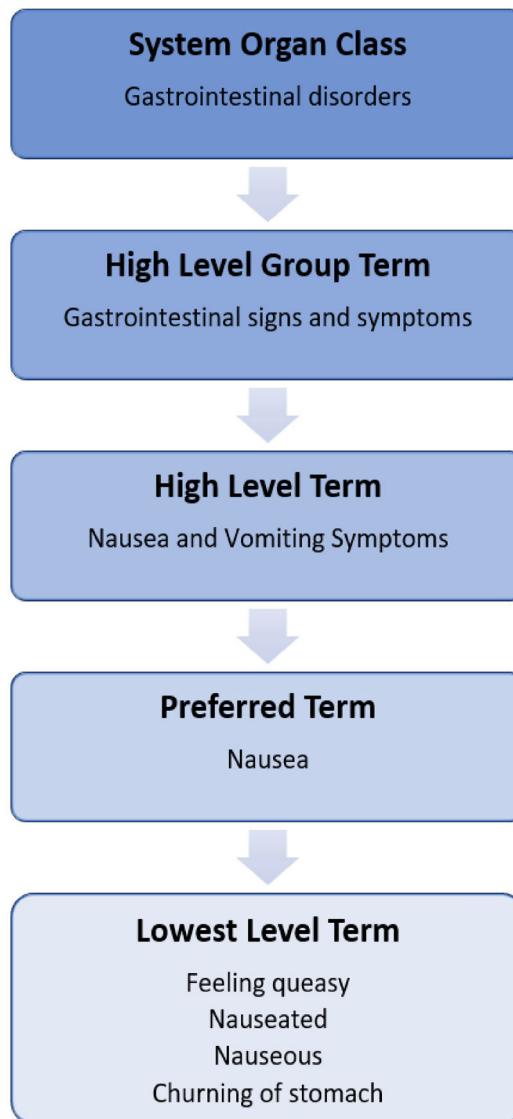 System Organ Class
Gastrointestinal disorders
High Level Group Term
Gastrointestinal signs and symptoms
High Level Term
Nausea and Vomiting Symptoms
Preferred Term
Nausea
Lowest Level Term
Feeling queasy
Nauseated
Nauseous
Churning of stomach